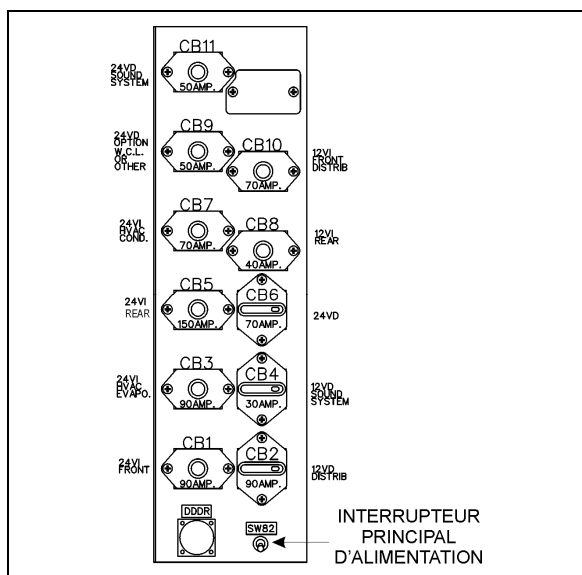 CB11
24VD
SOUND
SYSTEM
50AMP.
CB9
24VD
OPTION
W.C.L.
OR
OTHER
50AMP.
CB10
12VI
FRONT
DISTRIB
70AMP.
CB7
24VI
HVAC
COND.
70AMP.
CB8
12VI
REAR
40AMP.
CB5
24VI
REAR
150AMP.
CB6
24VD
70AMP.
CB3
24VI
HVAC
EVAPO.
90AMP.
CB4
12VD
SOUND
SYSTEM
30AMP.
CB1
24VI
FRONT
90AMP.
CB2
12VD
DISTRIB
90AMP.
DDDR
SW82
INTERRUPTEUR
PRINCIPAL
D'ALIMENTATION